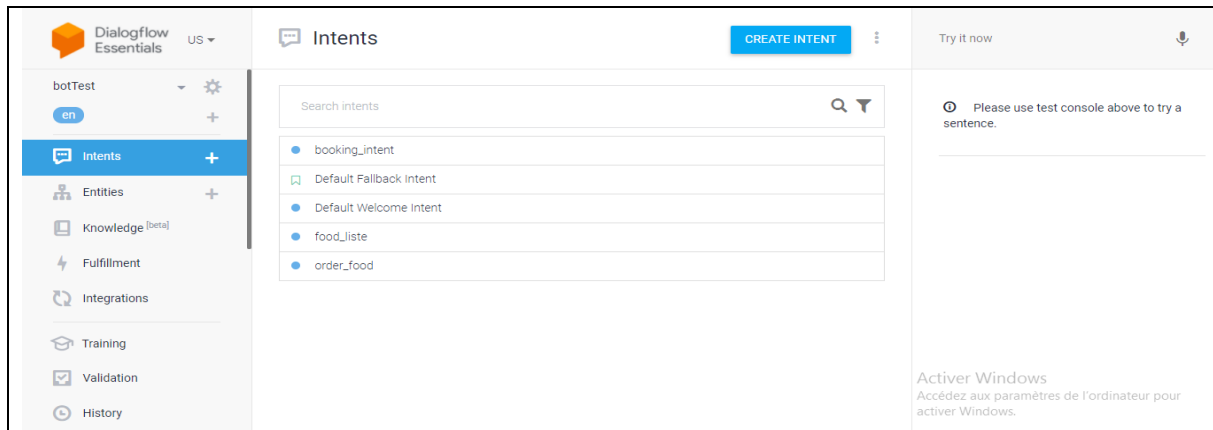 Dialogflow
Essentials
US
botTest
en
Intents
Entities
Knowledge [beta]
Fulfillment
Integrations
Training
Validation
History
Intents
CREATE INTENT
Search intents
booking_intent
Default Fallback Intent
Default Welcome Intent
food_liste
order_food
Try it now
Please use test console above to try a
sentence.
Activer Windows
Accédez aux paramètres de l'ordinateur pour
activer Windows.